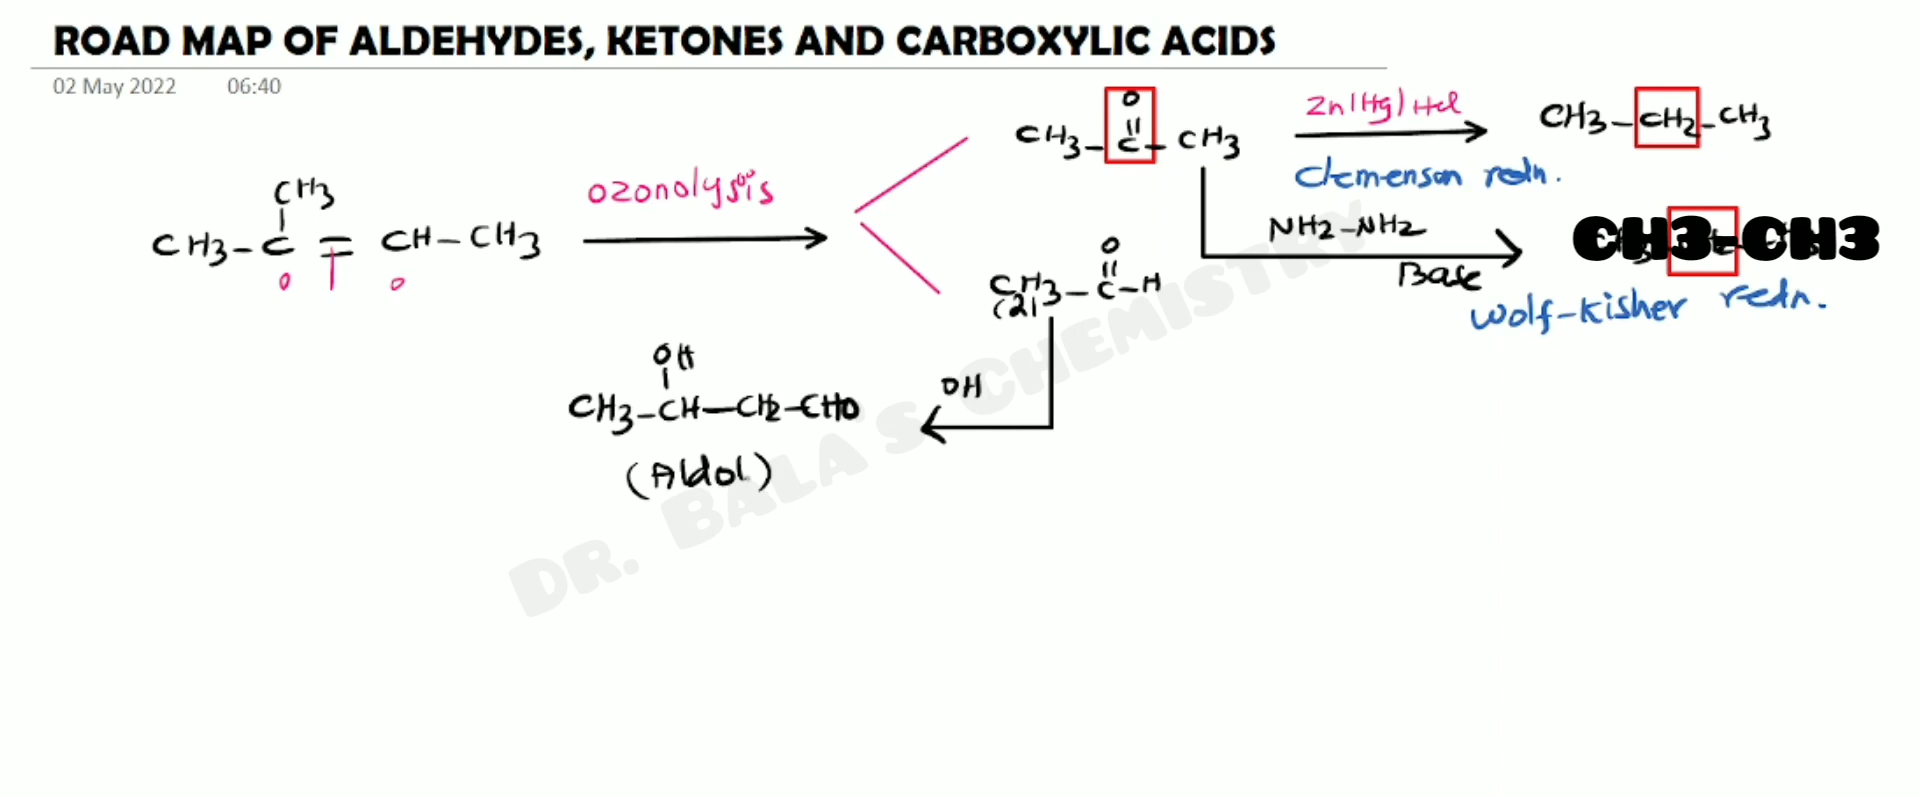 ROAD MAP OF ALDEHYDES, KETONES AND CARBOXYLIC ACIDS
02 May 2022 06:40
O
||
CH3-C-CH3
Zn/Hg/HCl
CH3-CH2-CH3
Clemenson redn.
CH3
|
CH3-C=CH-CH3
O O
ozonolysis
NH2-NH2
Base
CH3-CH3
Wolf-Kisher redn.
O
||
CH3-C-H
(2)
OH
OH
|
CH3-CH-CH2-CHO
(Aldol)
DR. BALA'S CHEMISTRY